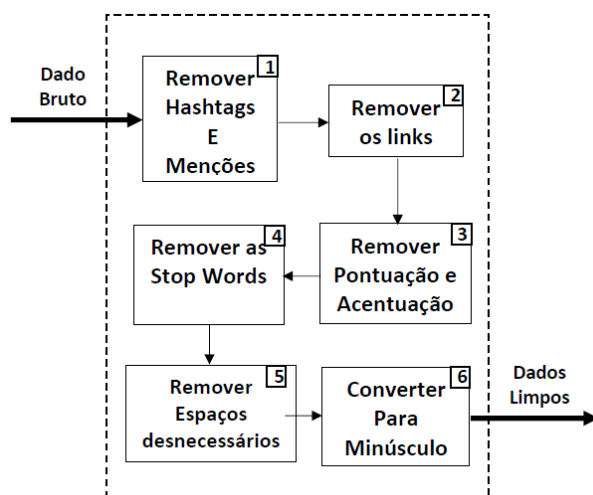 Dado
Bruto
1
Remover
Hashtags
E
Menções
2
Remover
os links
3
Remover
Pontuação e
Acentuação
4
Remover as
Stop Words
5
Remover
Espaços
desnecessários
6
Converter
Para
Minúsculo
Dados
Limpos